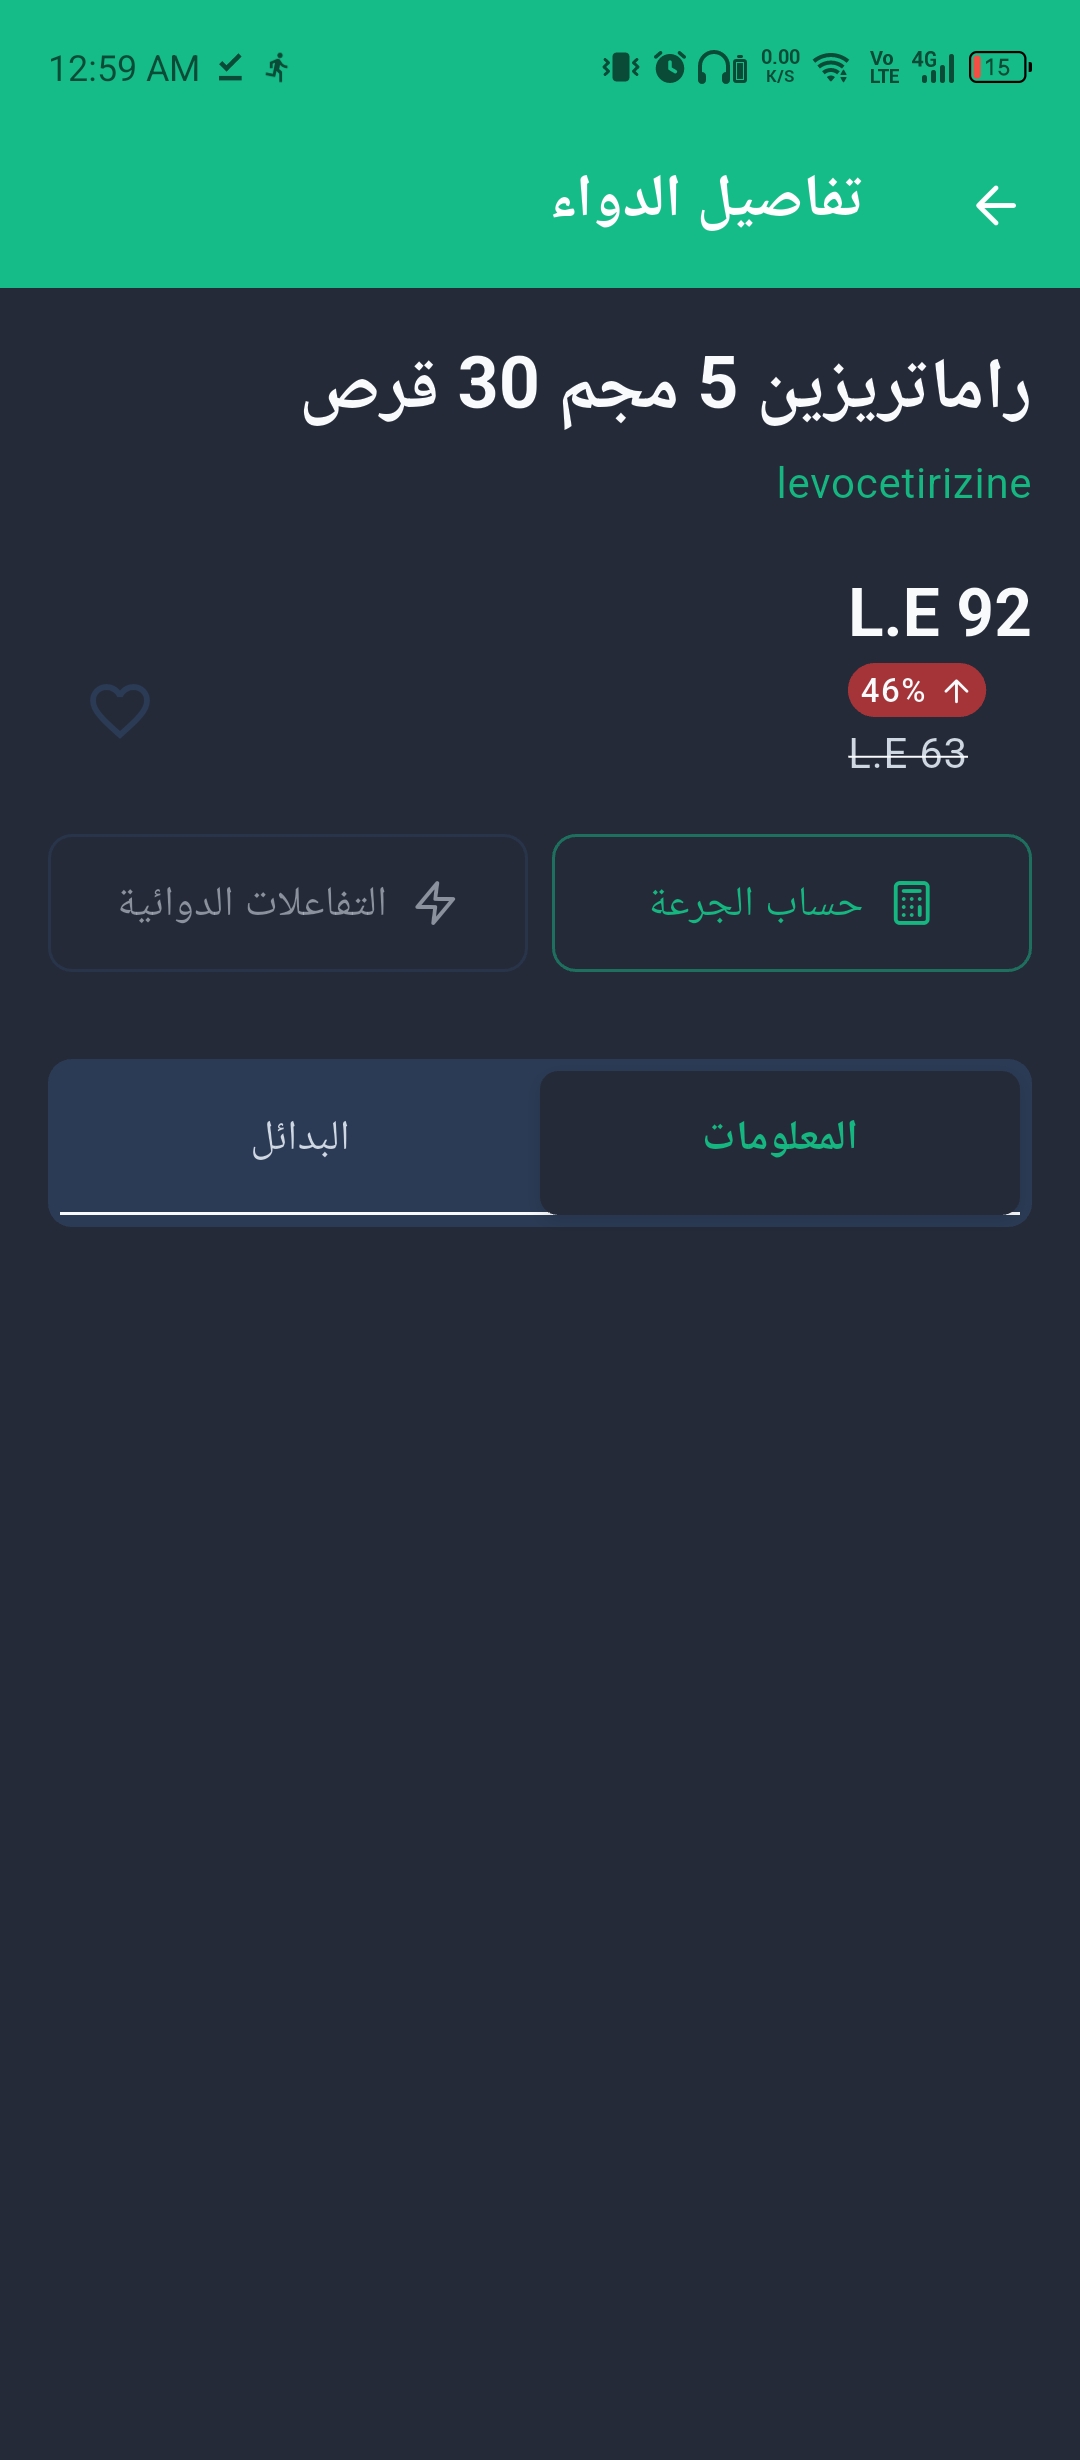 12:59 AM 0.00 K/S Vo LTE 4G 15
تفاصيل الدواء
راماتريزين 5 مجم 30 قرص
levocetirizine
L.E 92
46%
L.E 63
حساب الجرعة التفاعلات الدوائية
المعلومات البدائل